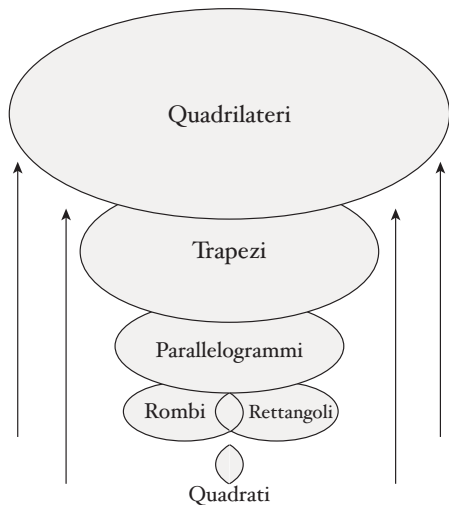 Quadrilateri
Trapezi
Parallelogrammi
Rombi Rettangoli
Quadrati